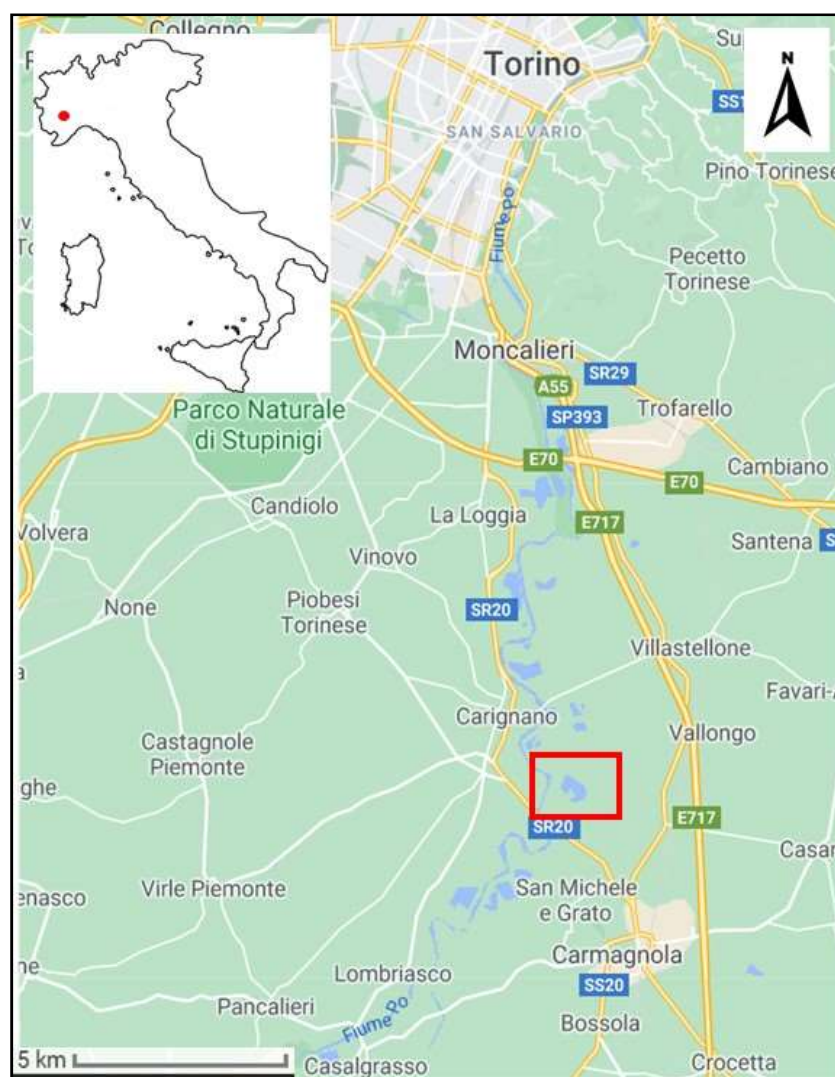 Collegno
Torino
N
SAN SALVARIO
Pino Torinese
Fiume Po
Pecetto
Torinese
Moncalieri
SR29
A55
SP393
Parco Naturale
di Stupinigi
Trofarello
E70
Cambiano
E70
Candiolo
La Loggia
E717
Volvera
Santena
Vinovo
None
Piobesi
Torinese
SR20
Villastellone
Favari-
Carignano
Vallongo
Castagnole
Piemonte
SR20
E717
Virle Piemonte
San Michele
e Grato
Carmagnola
Lombriasco
SS20
Pancalieri
Fiume Po
Bossola
5 km
Casalgrasso
Crocetta